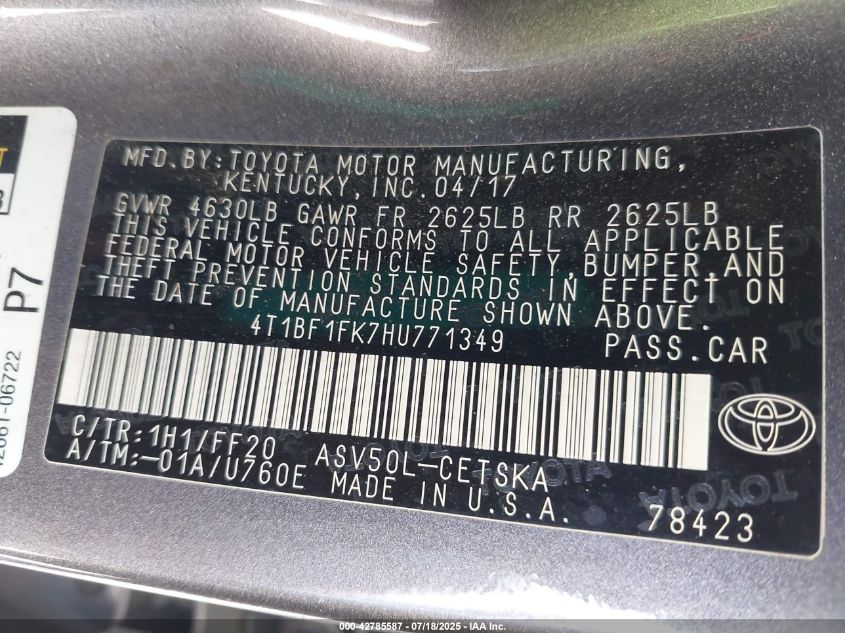 MFD.BY:TOYOTA MOTOR MANUFACTURING,
KENTUCKY, INC. 04/17
GVWR 4630LB GAWR FR 2625LB RR 2625LB
THIS VEHICLE CONFORMS TO ALL APPLICABLE
FEDERAL MOTOR VEHICLE SAFETY, BUMPER, AND
THEFT PREVENTION STANDARDS IN EFFECT ON
THE DATE OF MANUFACTURE SHOWN ABOVE.
4T1BF1FK7HU771349 PASS.CAR
C/TR:1H1/FF20 ASV50L-CETSKA
A/TM:-01A/U760E MADE IN U.S.A. 78423
TOYOTA
P7
06722
000-42785587 - 07/18/2025 - IAA Inc.